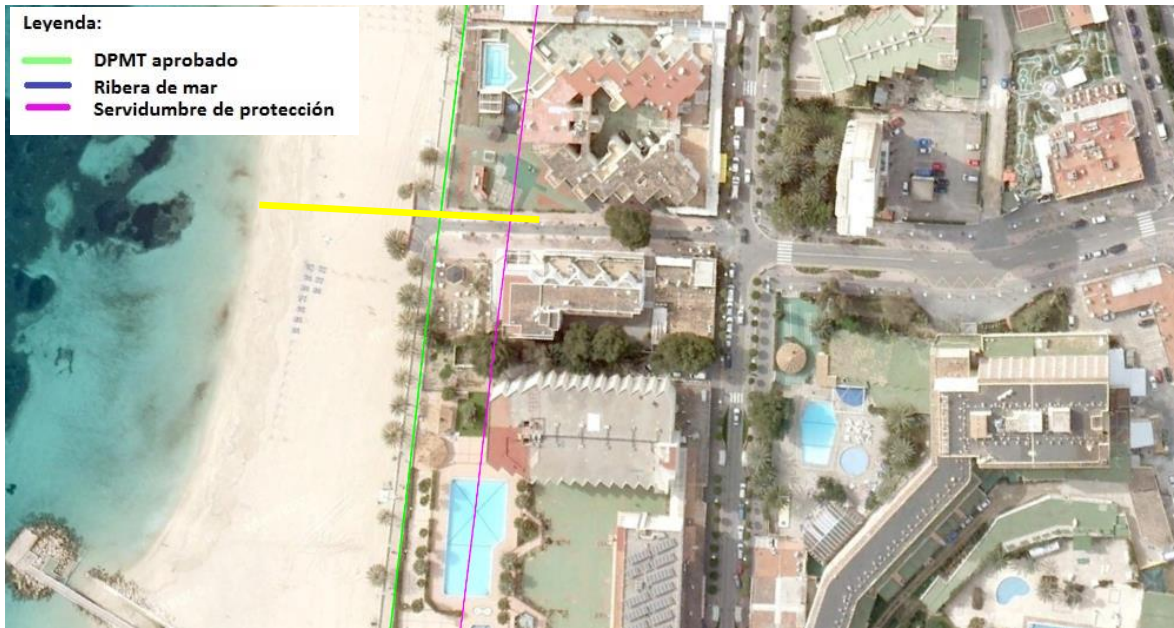 Leyenda:
DPMT aprobado
Ribera de mar
Servidumbre de protección